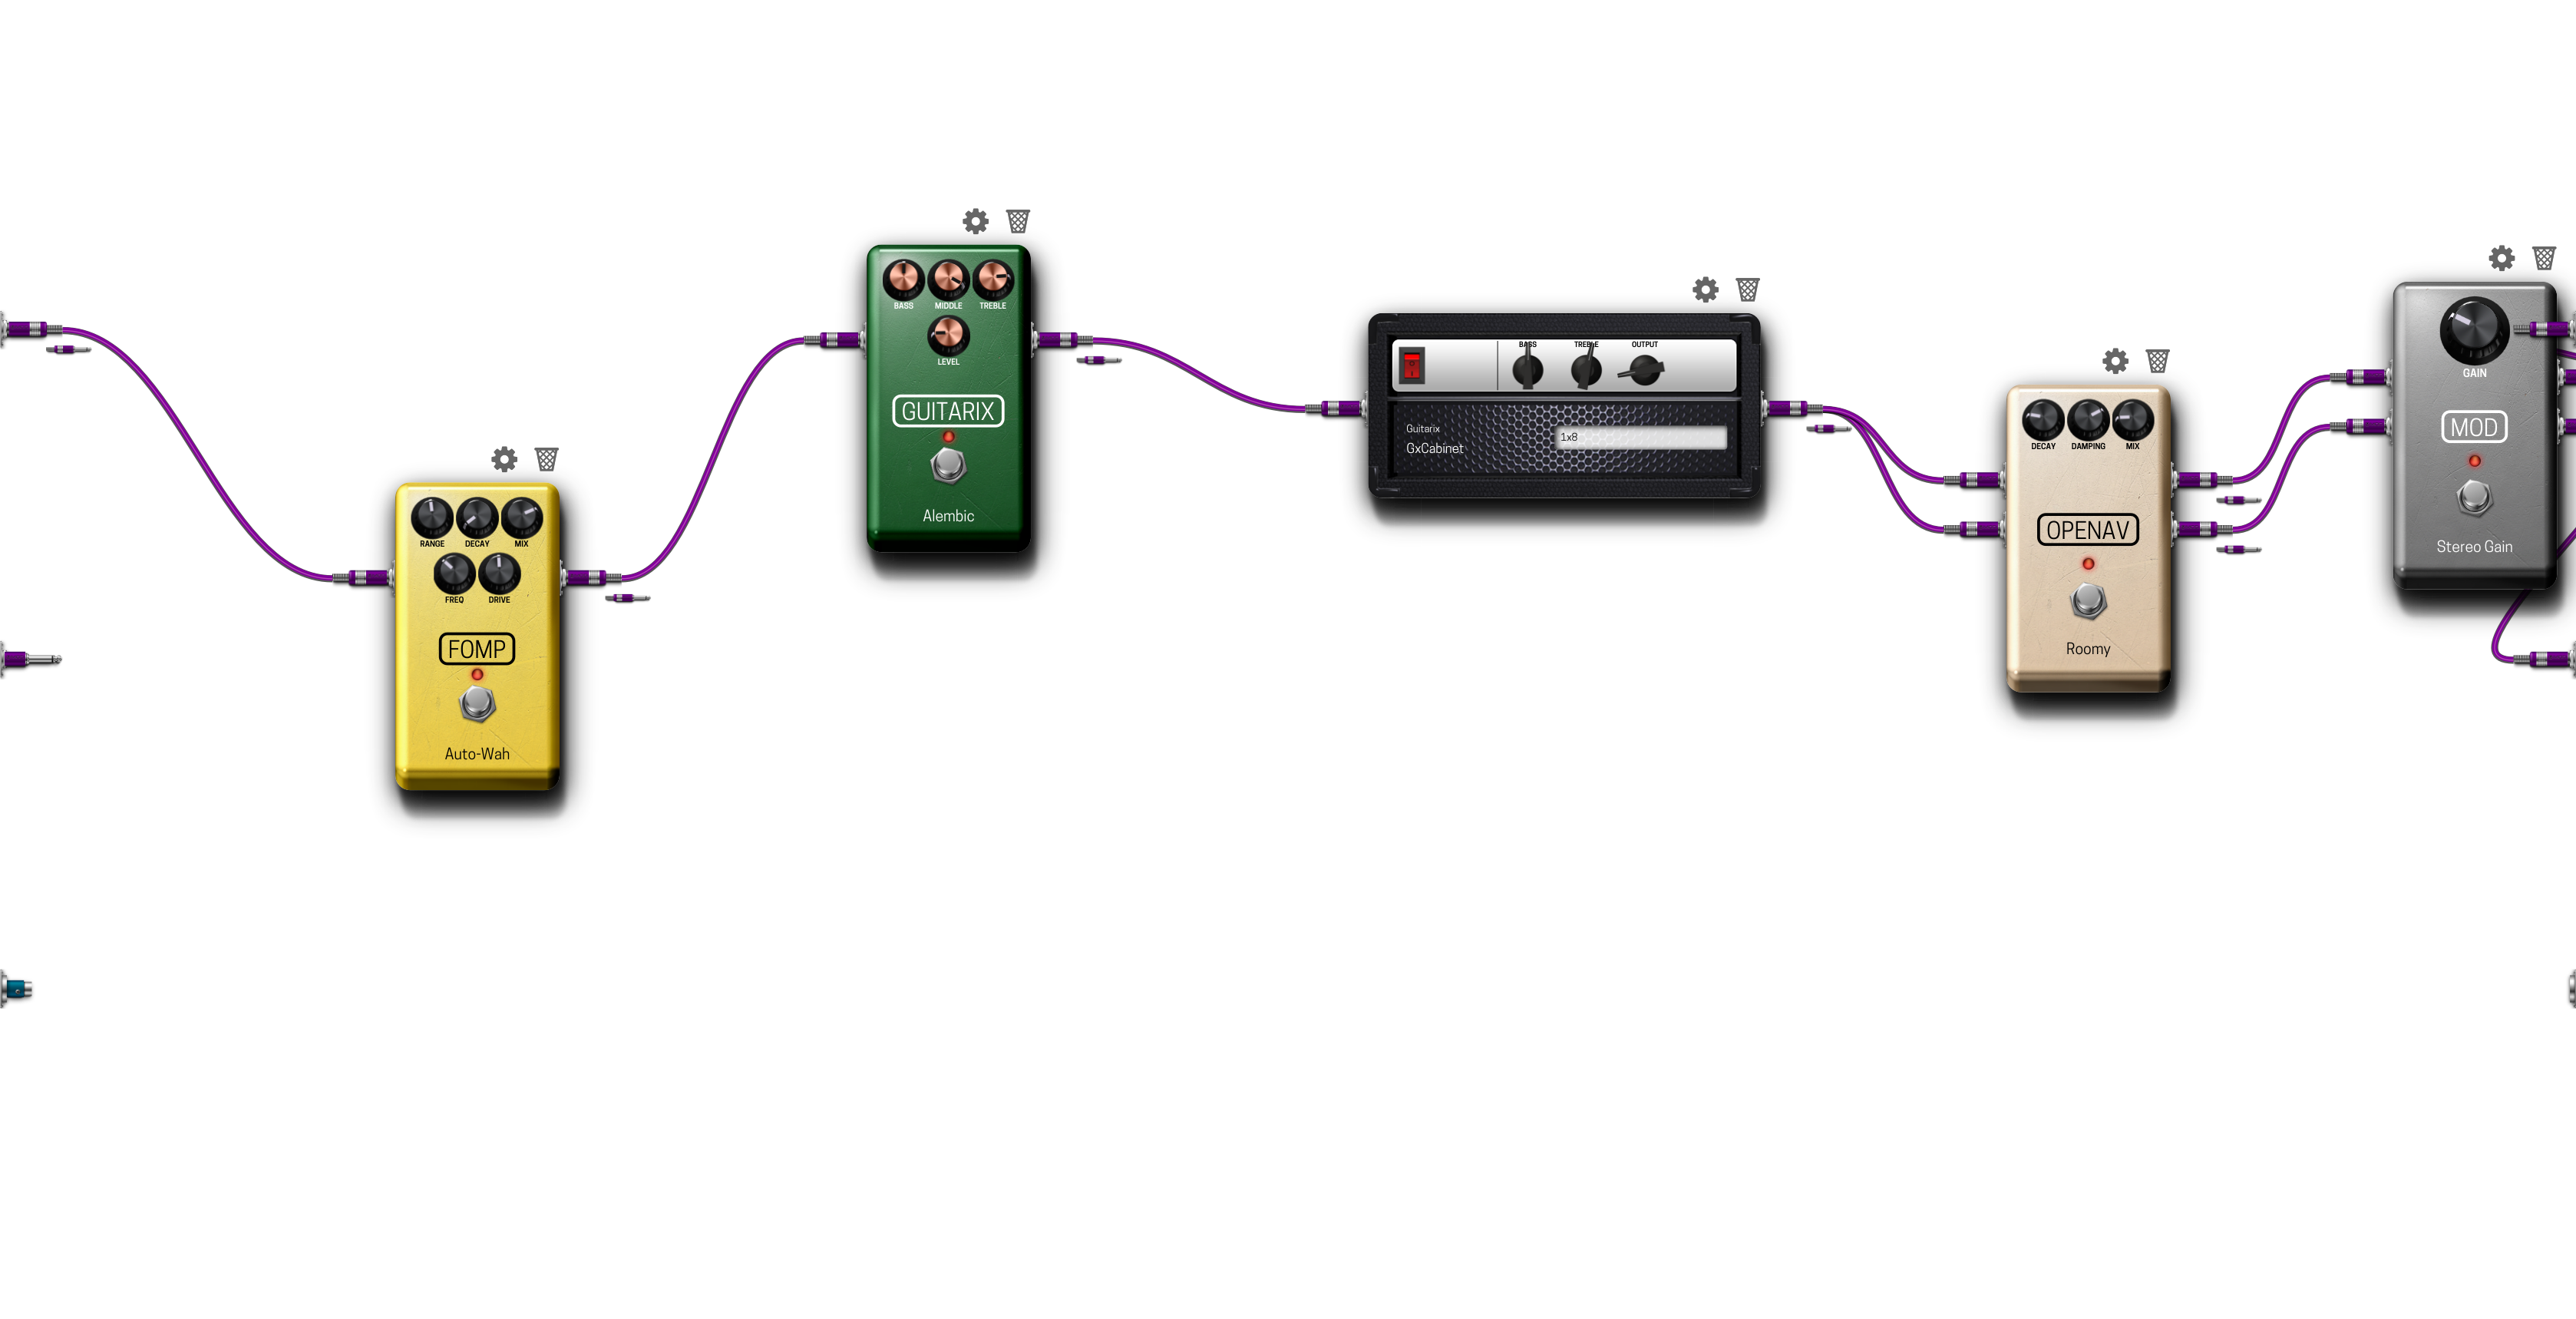 RANGE DECAY MIX
FREQ DRIVE
FOMP
Auto-Wah
BASS MIDDLE TREBLE
LEVEL
GUITARIX
Alembic
BASS TREBLE OUTPUT
Guitarix
GxCabinet
1x8
DECAY DAMPING MIX
OPENAV
Roomy
GAIN
MOD
Stereo Gain